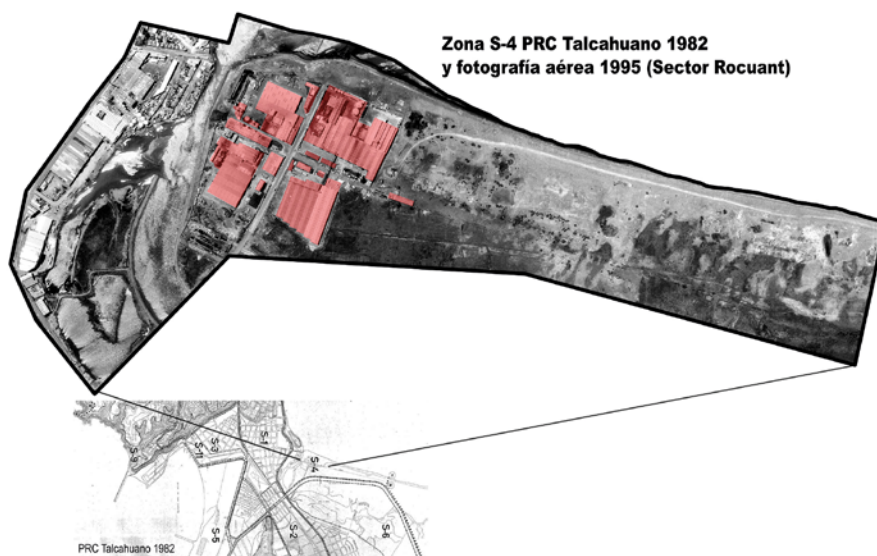 Zona S-4 PRC Talcahuano 1982
y fotografía aérea 1995 (Sector Rocuant)
S-1
S-3
S-11
S-9
S-4
S-5
S-2
S-6
PRC Talcahuano 1982